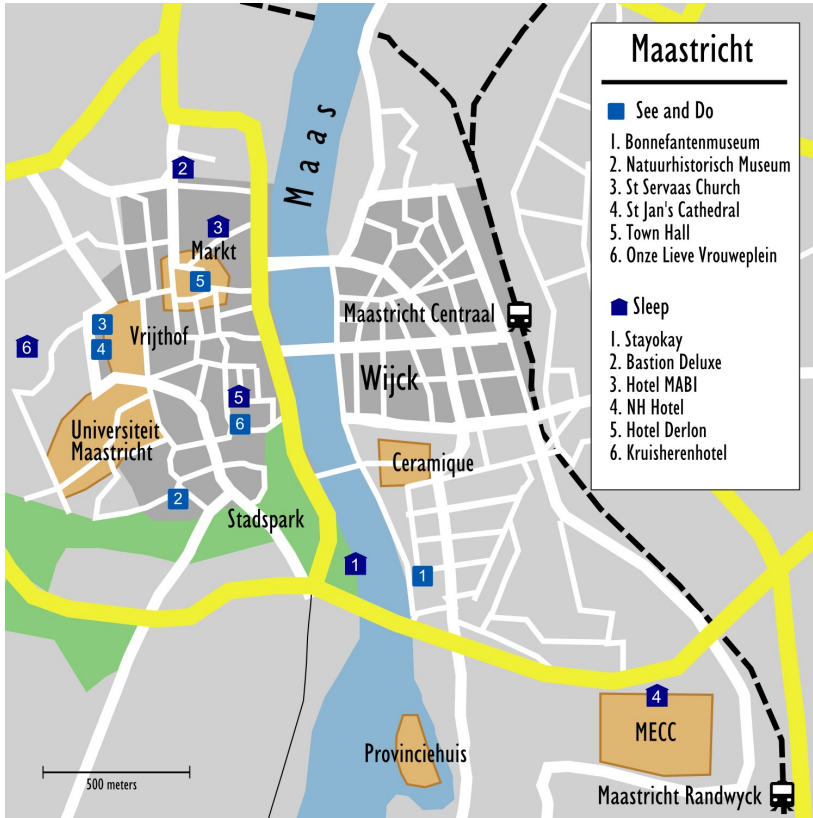 Maastricht
See and Do
1. Bonnefantenmuseum
2. Natuurhistorisch Museum
3. St Servaas Church
4. St Jan's Cathedral
5. Town Hall
6. Onze Lieve Vrouweplein
Sleep
1. Stayokay
2. Bastion Deluxe
3. Hotel MABI
4. NH Hotel
5. Hotel Derlon
6. Kruisherenhotel
Maas
2
3
Markt
5
3
4
Vrijthof
6
Maastricht Centraal
Wijck
5
6
Universiteit
Maastricht
Ceramique
2
Stadspark
1
1
4
MECC
Provinciehuis
500 meters
Maastricht Randwyck